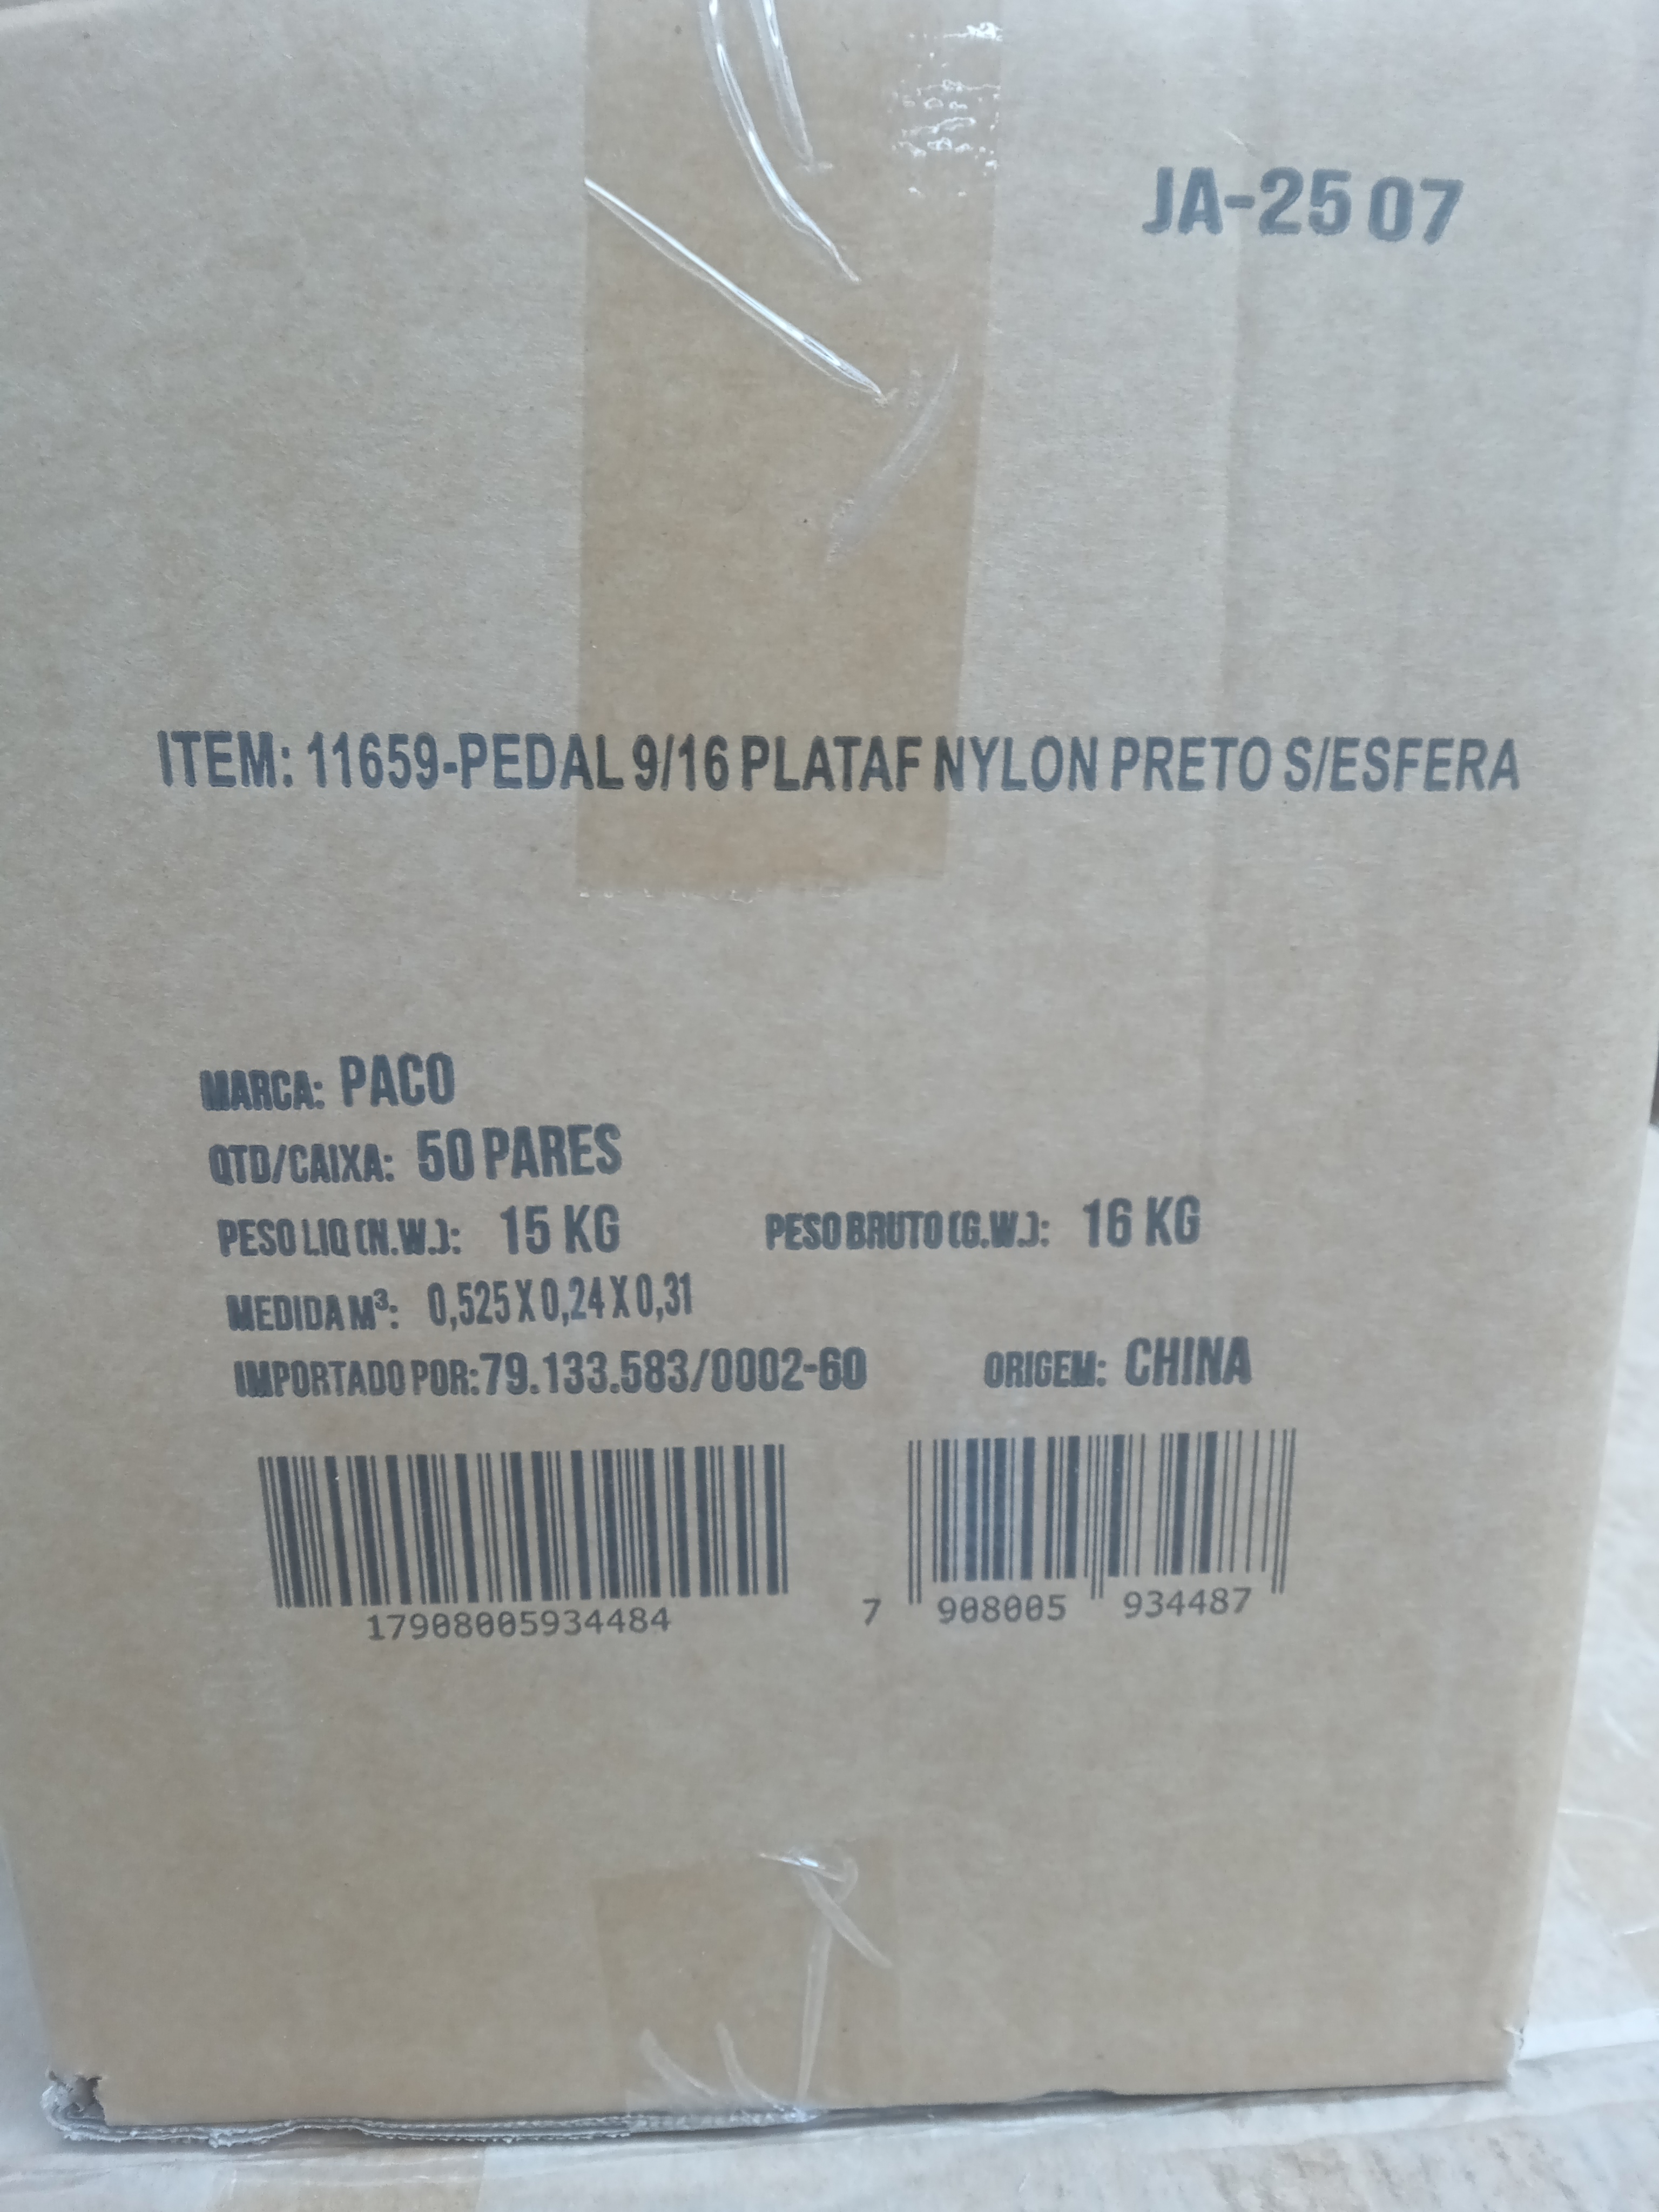 JA-25 07
ITEM: 11659-PEDAL 9/16 PLATAF NYLON PRETO S/ESFERA
MARCA: PACO
QTD/CAIXA: 50 PARES
PESO LIQ (N.W.): 15 KG PESO BRUTO (G.W.): 16 KG
MEDIDA M³: 0,525 X 0,24 X 0,31
IMPORTADO POR: 79.133.583/0002-60 ORIGEM: CHINA
17908005934484 7 908005 934487